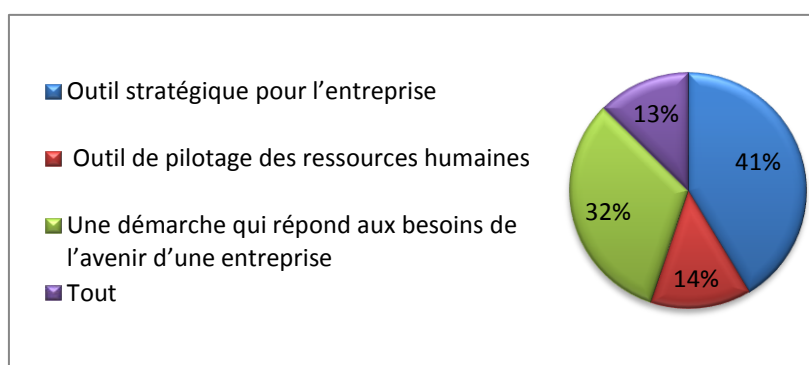 Outil stratégique pour l’entreprise
Outil de pilotage des ressources humaines
Une démarche qui répond aux besoins de
l’avenir d’une entreprise
Tout
13%
41%
32%
14%